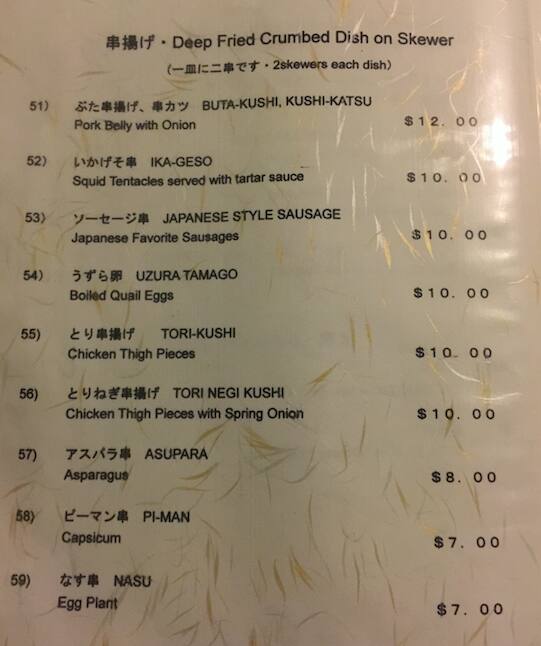 串揚げ・Deep Fried Crumbed Dish on Skewer
(一皿に二串です・2skewers each dish)
51) ぶた串揚げ、串カツ BUTA-KUSHI, KUSHI-KATSU
Pork Belly with Onion $12.00
52) いかげそ串 IKA-GESO
Squid Tentacles served with tartar sauce $10.00
53) ソーセージ串 JAPANESE STYLE SAUSAGE
Japanese Favorite Sausages $10.00
54) うずら卵 UZURA TAMAGO
Boiled Quail Eggs $10.00
55) とり串揚げ TORI-KUSHI
Chicken Thigh Pieces $10.00
56) とりねぎ串揚げ TORI NEGI KUSHI
Chicken Thigh Pieces with Spring Onion $10.00
57) アスパラ串 ASUPARA
Asparagus $8.00
58) ピーマン串 PI-MAN
Capsicum $7.00
59) なす串 NASU
Egg Plant $7.00